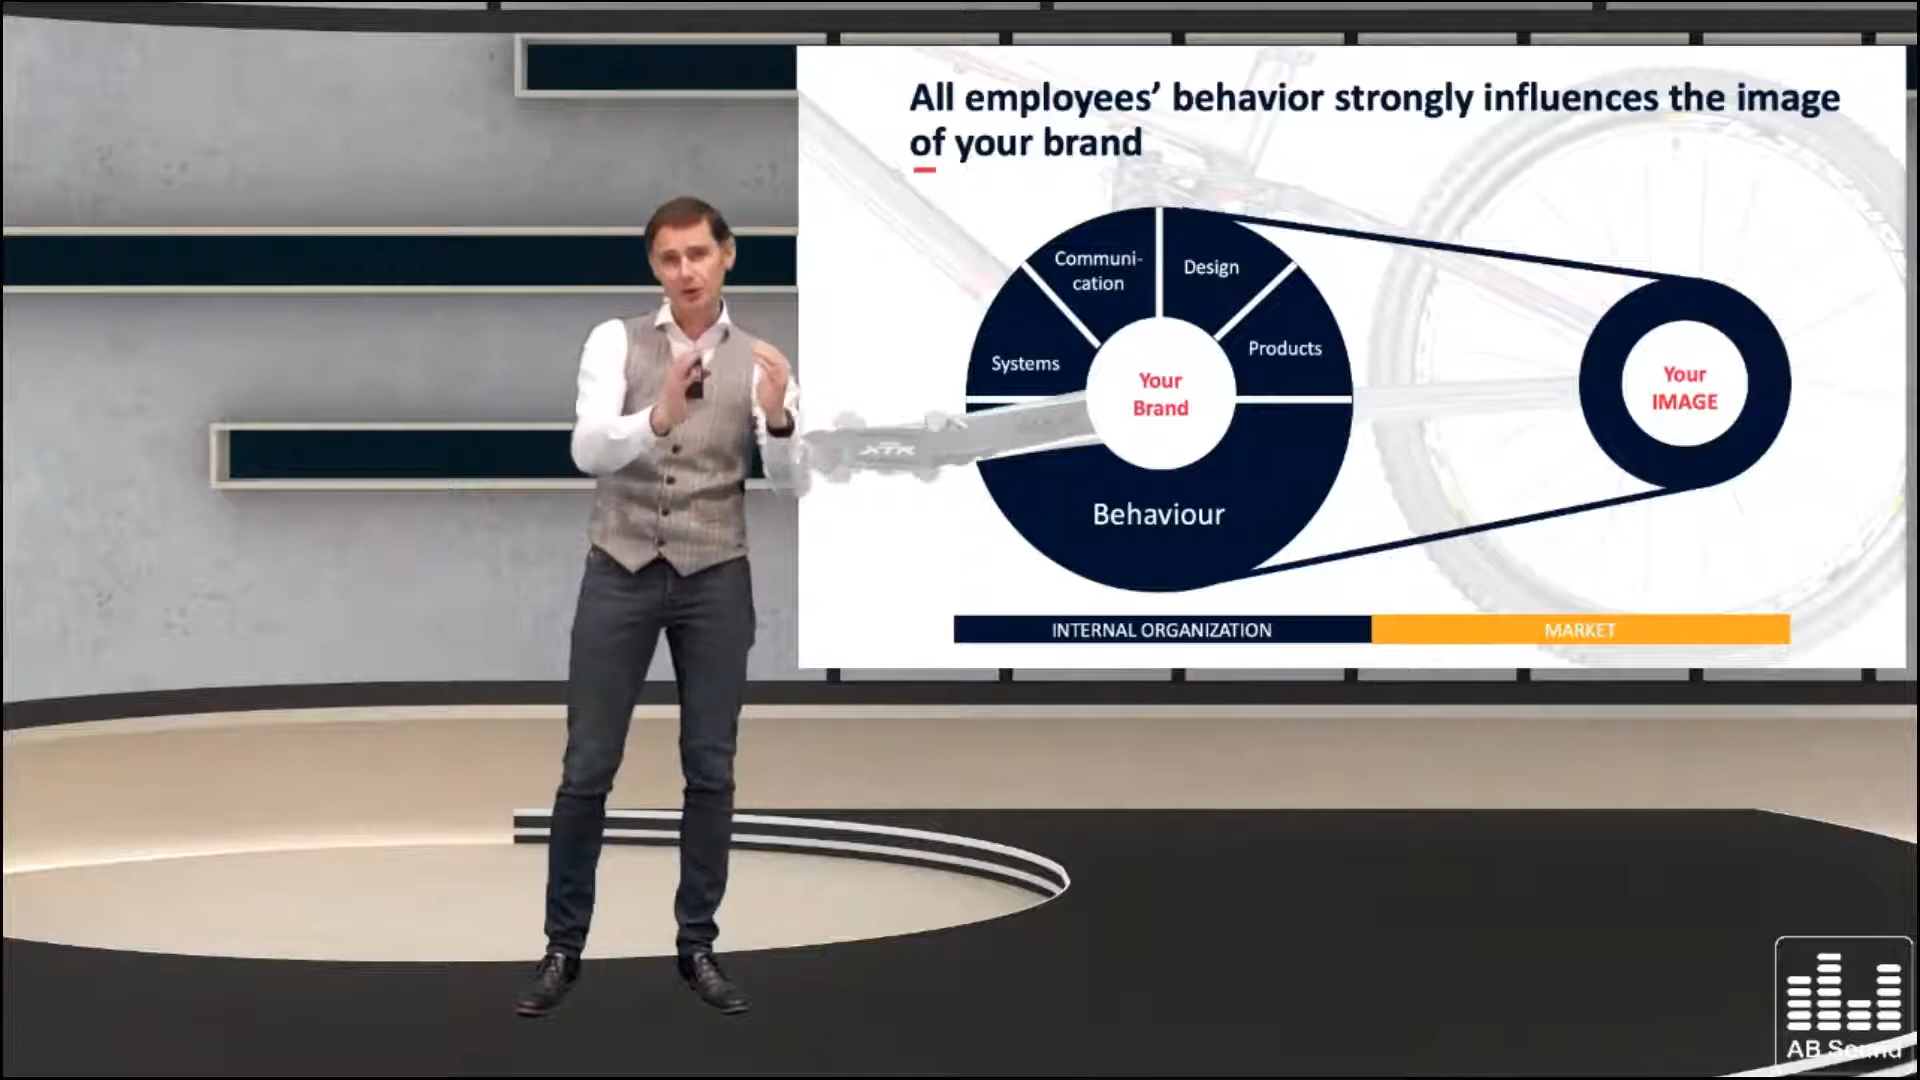 All employees’ behavior strongly influences the image
of your brand
Communi-
cation
Design
Systems
Products
Your
Brand
Your
IMAGE
XTR
Behaviour
INTERNAL ORGANIZATION
MARKET
AB Sound